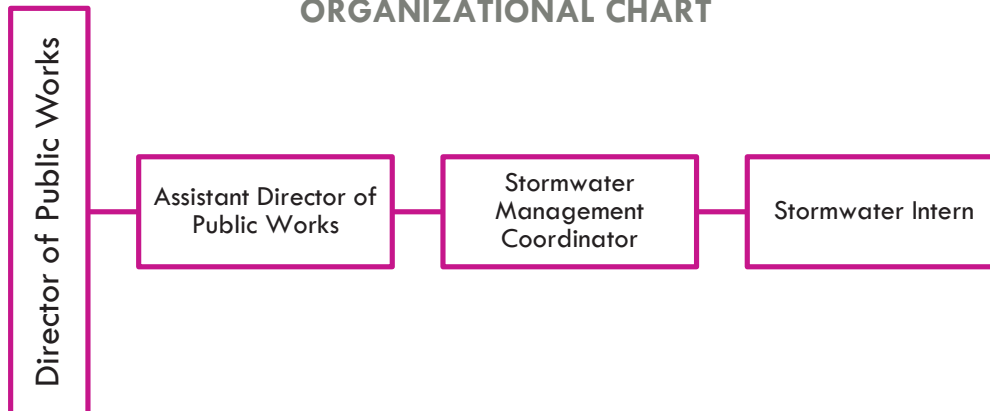 ORGANIZATIONAL CHART
Director of Public Works
Assistant Director of
Public Works
Stormwater
Management
Coordinator
Stormwater Intern